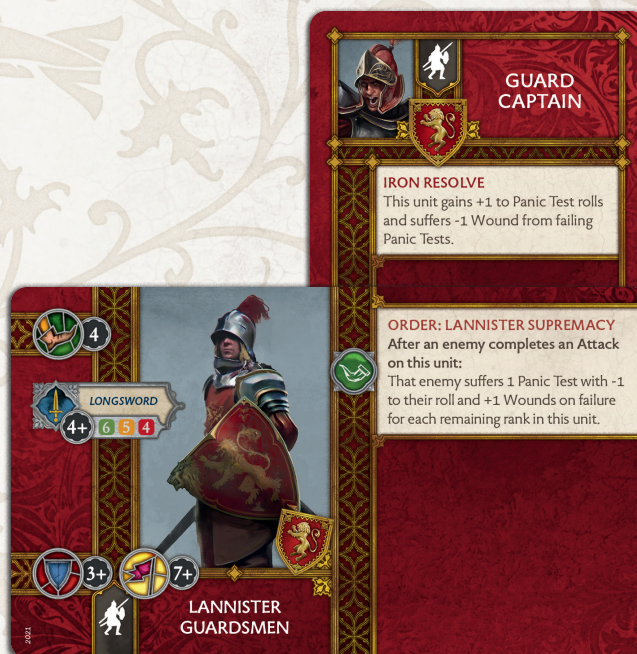 GUARD
CAPTAIN
IRON RESOLVE
This unit gains +1 to Panic Test rolls
and suffers -1 Wound from failing
Panic Tests.
4
LONGSWORD
4+ 6 5 4
ORDER: LANNISTER SUPREMACY
After an enemy completes an Attack
on this unit:
That enemy suffers 1 Panic Test with -1
to their roll and +1 Wounds on failure
for each remaining rank in this unit.
3+ 7+
LANNISTER
GUARDSMEN
2021